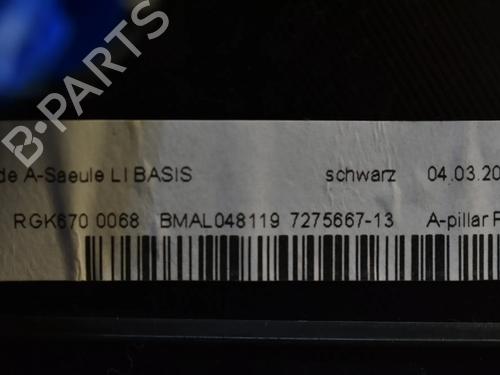 B-PARTS
de A-Saeule LI BASIS schwarz 04.03.20
RGK670 0068 BMAL048119 7275667-13 A-pillar